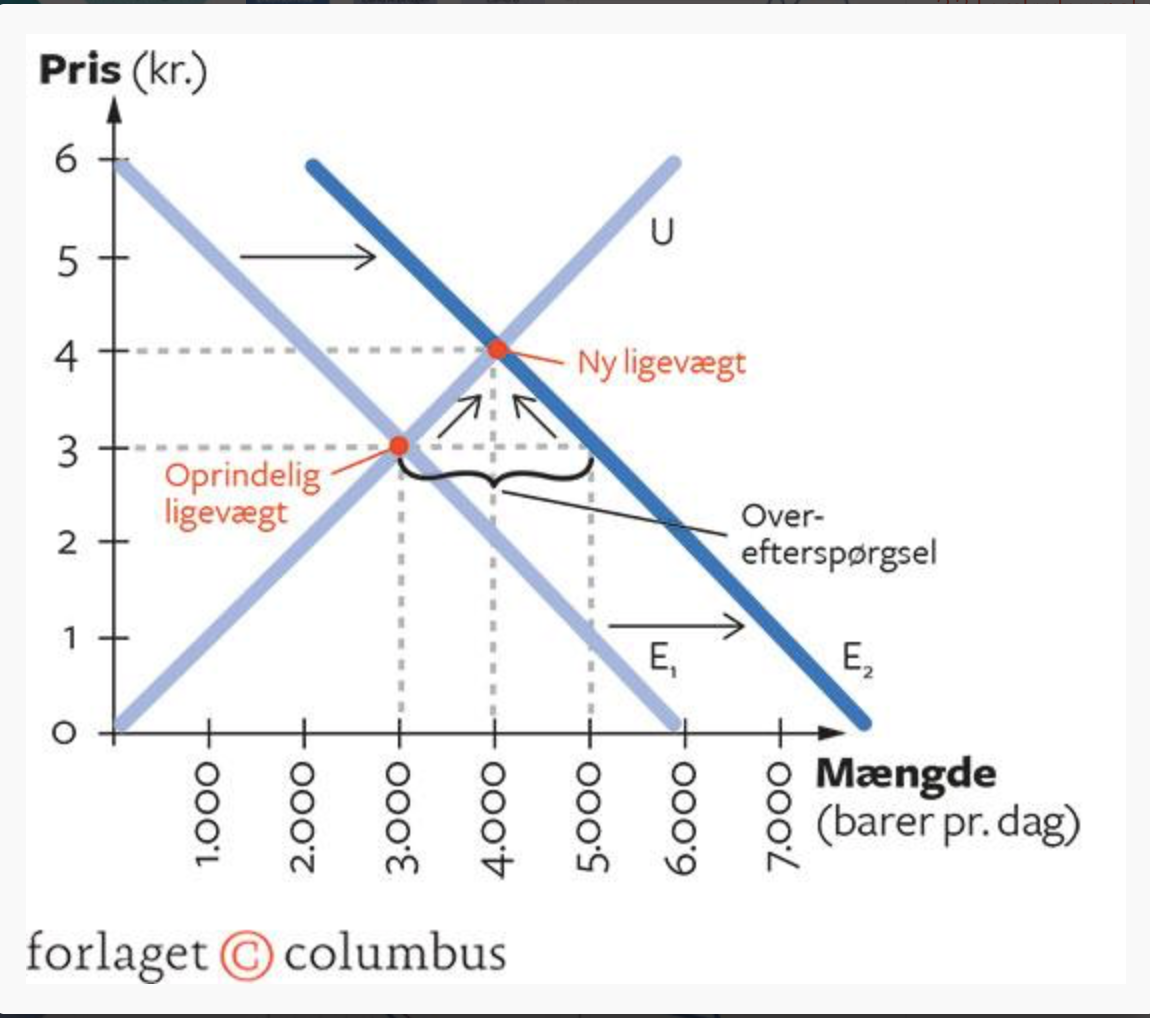 Pris (kr.)
6
5
4
3
2
1
0
U
Ny ligevægt
Oprindelig
ligevægt
Over-
efterspørgsel
E₁
E₂
1.000
2.000
3.000
4.000
5.000
6.000
7.000
Mængde
(barer pr. dag)
forlaget © columbus